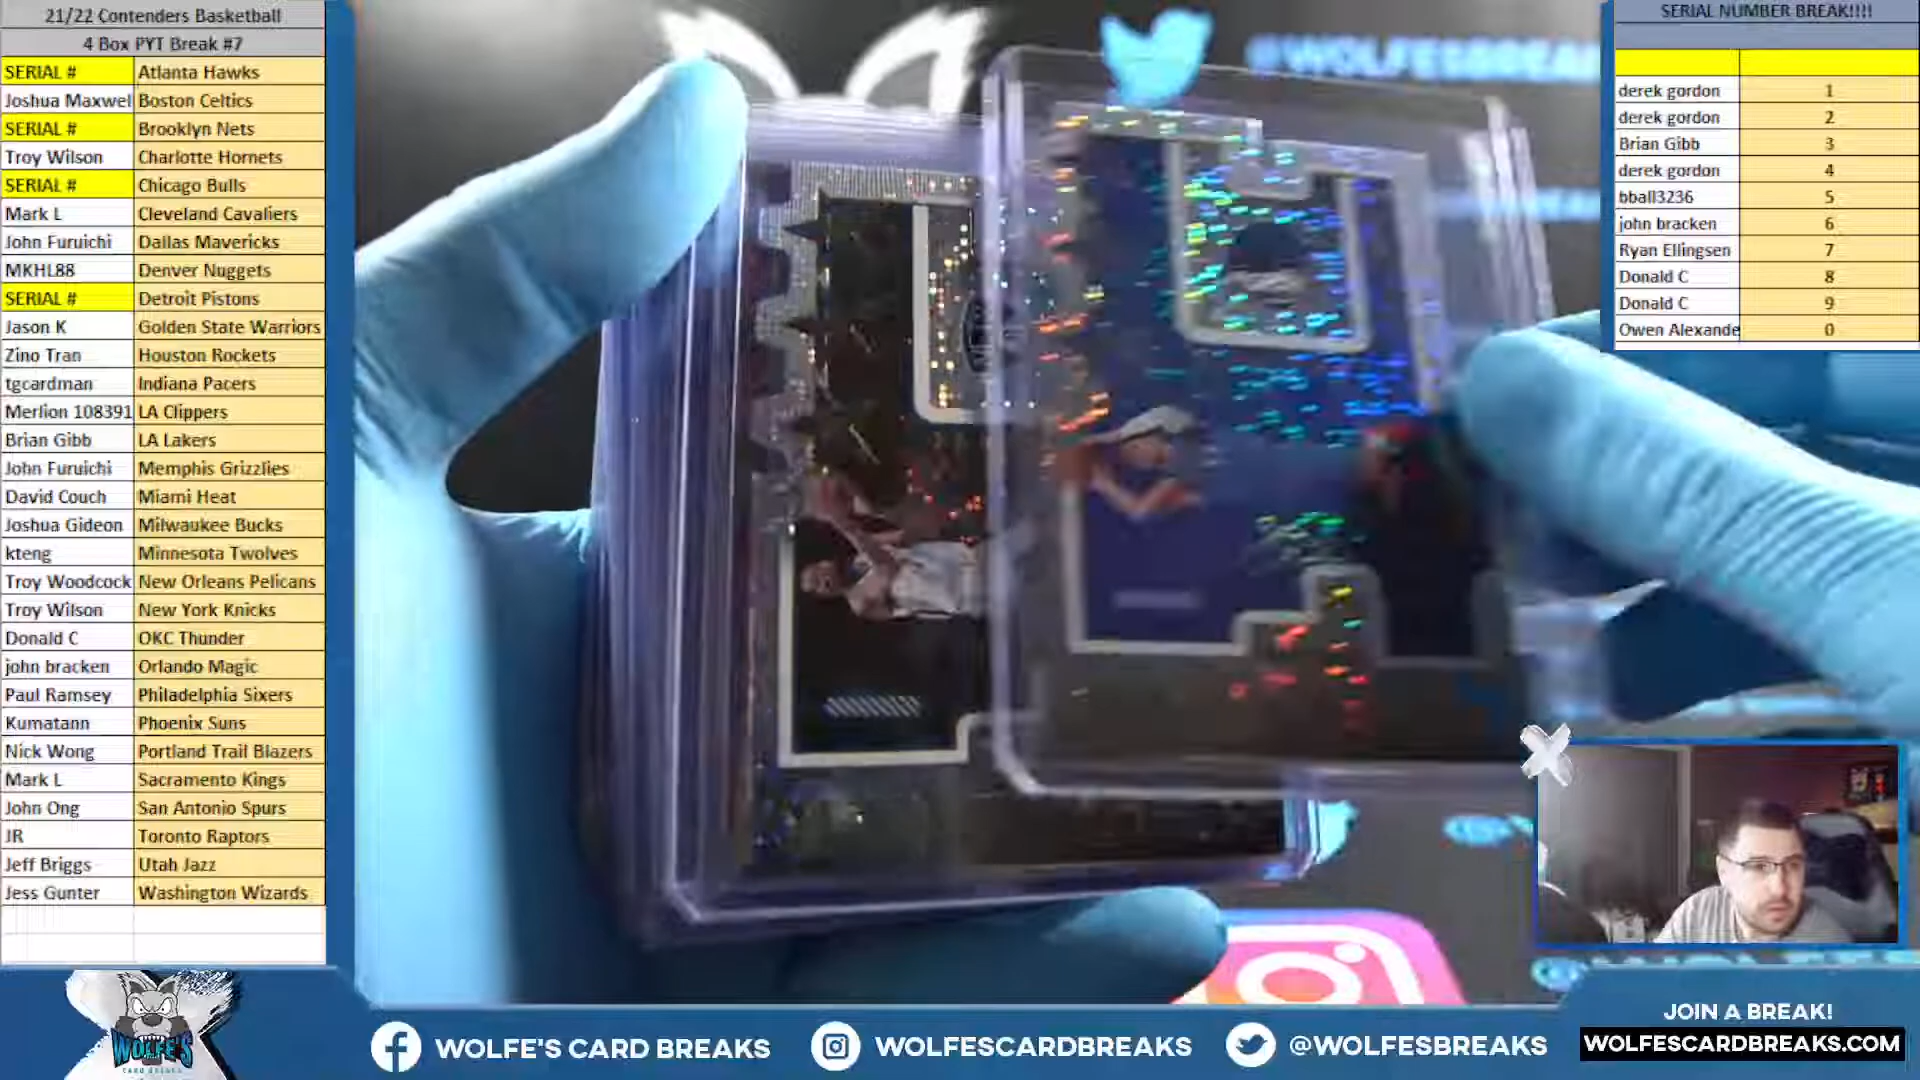 21/22 Contenders Basketball
4 Box PYT Break #7
SERIAL # Atlanta Hawks
Joshua Maxwel Boston Celtics
SERIAL # Brooklyn Nets
Troy Wilson Charlotte Hornets
SERIAL # Chicago Bulls
Mark L Cleveland Cavaliers
John Furuichi Dallas Mavericks
MKHL88 Denver Nuggets
SERIAL # Detroit Pistons
Jason K Golden State Warriors
Zino Tran Houston Rockets
tgcardman Indiana Pacers
Merlion 108391 LA Clippers
Brian Gibb LA Lakers
John Furuichi Memphis Grizzlies
David Couch Miami Heat
Joshua Gideon Milwaukee Bucks
kteng Minnesota Twolves
Troy Woodcock New Orleans Pelicans
Troy Wilson New York Knicks
Donald C OKC Thunder
john bracken Orlando Magic
Paul Ramsey Philadelphia Sixers
Kumatann Phoenix Suns
Nick Wong Portland Trail Blazers
Mark L Sacramento Kings
John Ong San Antonio Spurs
JR Toronto Raptors
Jeff Briggs Utah Jazz
Jess Gunter Washington Wizards
@WOLFESBREA
SERIAL NUMBER BREAK!!!!
derek gordon 1
derek gordon 2
Brian Gibb 3
derek gordon 4
bball3236 5
john bracken 6
Ryan Ellingsen 7
Donald C 8
Donald C 9
Owen Alexande 0
WOLFE'S
CARD BREAKS
WOLFE'S CARD BREAKS
WOLFESCARDBREAKS
@WOLFESBREAKS
JOIN A BREAK!
WOLFESCARDBREAKS.COM